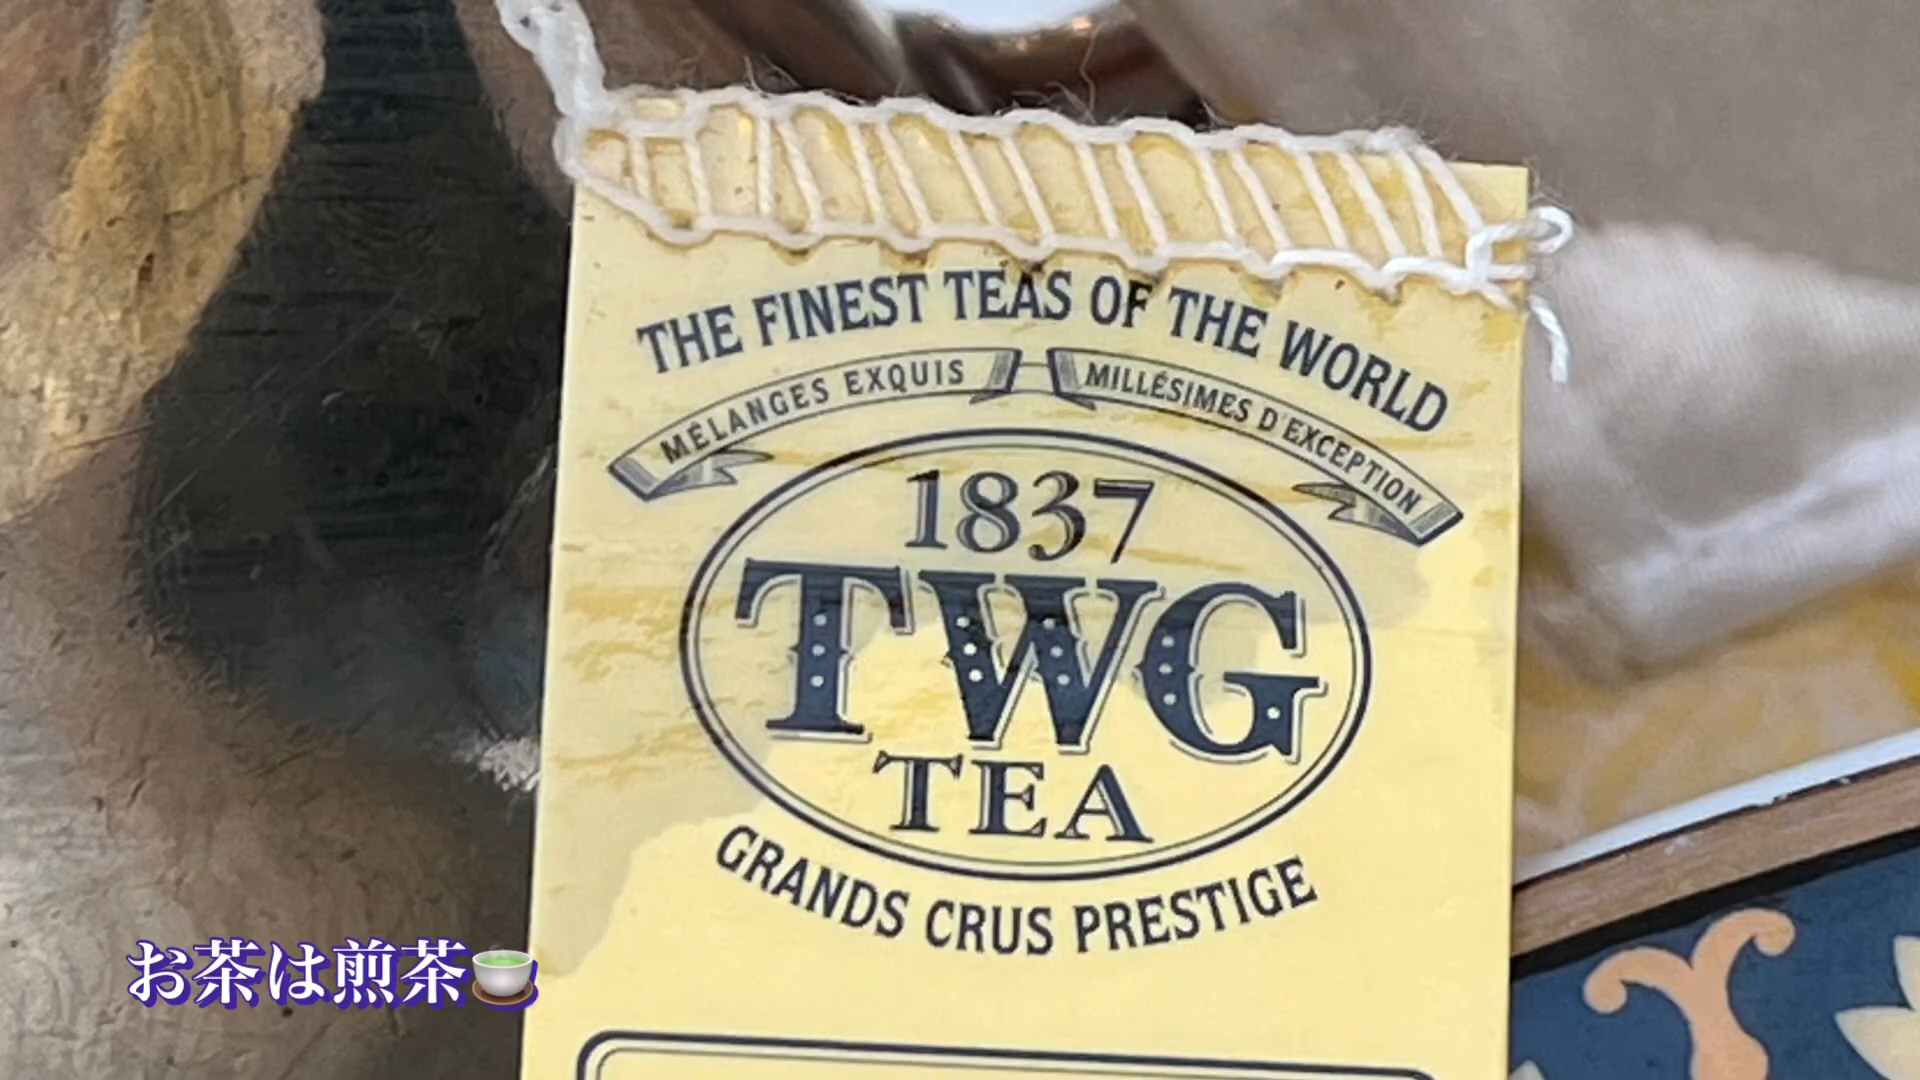 THE FINEST TEAS OF THE WORLD
MÉLANGES EXQUIS MILLÉSIMES D'EXCEPTION
1837
TWG
TEA
GRANDS CRUS PRESTIGE
お茶は煎茶🍵